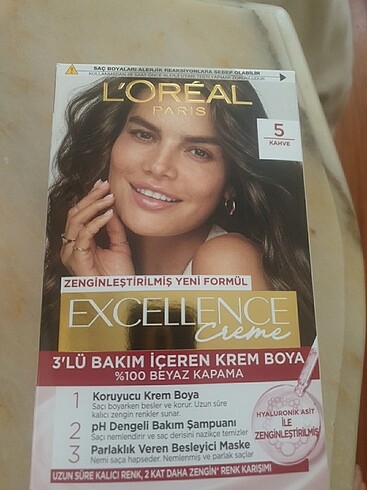 SAÇ BOYALARI ALERJİK REAKSİYONLARA SEBEP OLABİLİR
L'ORÉAL
PARIS
5
KAHVE
ZENGİNLEŞTİRİLMİŞ YENİ FORMÜL
EXCELLENCE
Creme
3'LÜ BAKIM İÇEREN KREM BOYA
%100 BEYAZ KAPAMA
1 Koruyucu Krem Boya
Saçı boyarken besler ve korur. Uzun süre
kalıcı zengin renkler sunar.
2 pH Dengeli Bakım Şampuanı
Saçı nemlendirir ve saç derisini nazikçe temizler
3 Parlaklık Veren Besleyici Maske
Nemi saça hapseder. Nemlenmiş ve parlak saçlar
HYALURONİK ASİT
İLE
ZENGİNLEŞTİRİLMİŞ
UZUN SÜRE KALICI RENK, 2 KAT DAHA ZENGİN* RENK KARIŞIMI